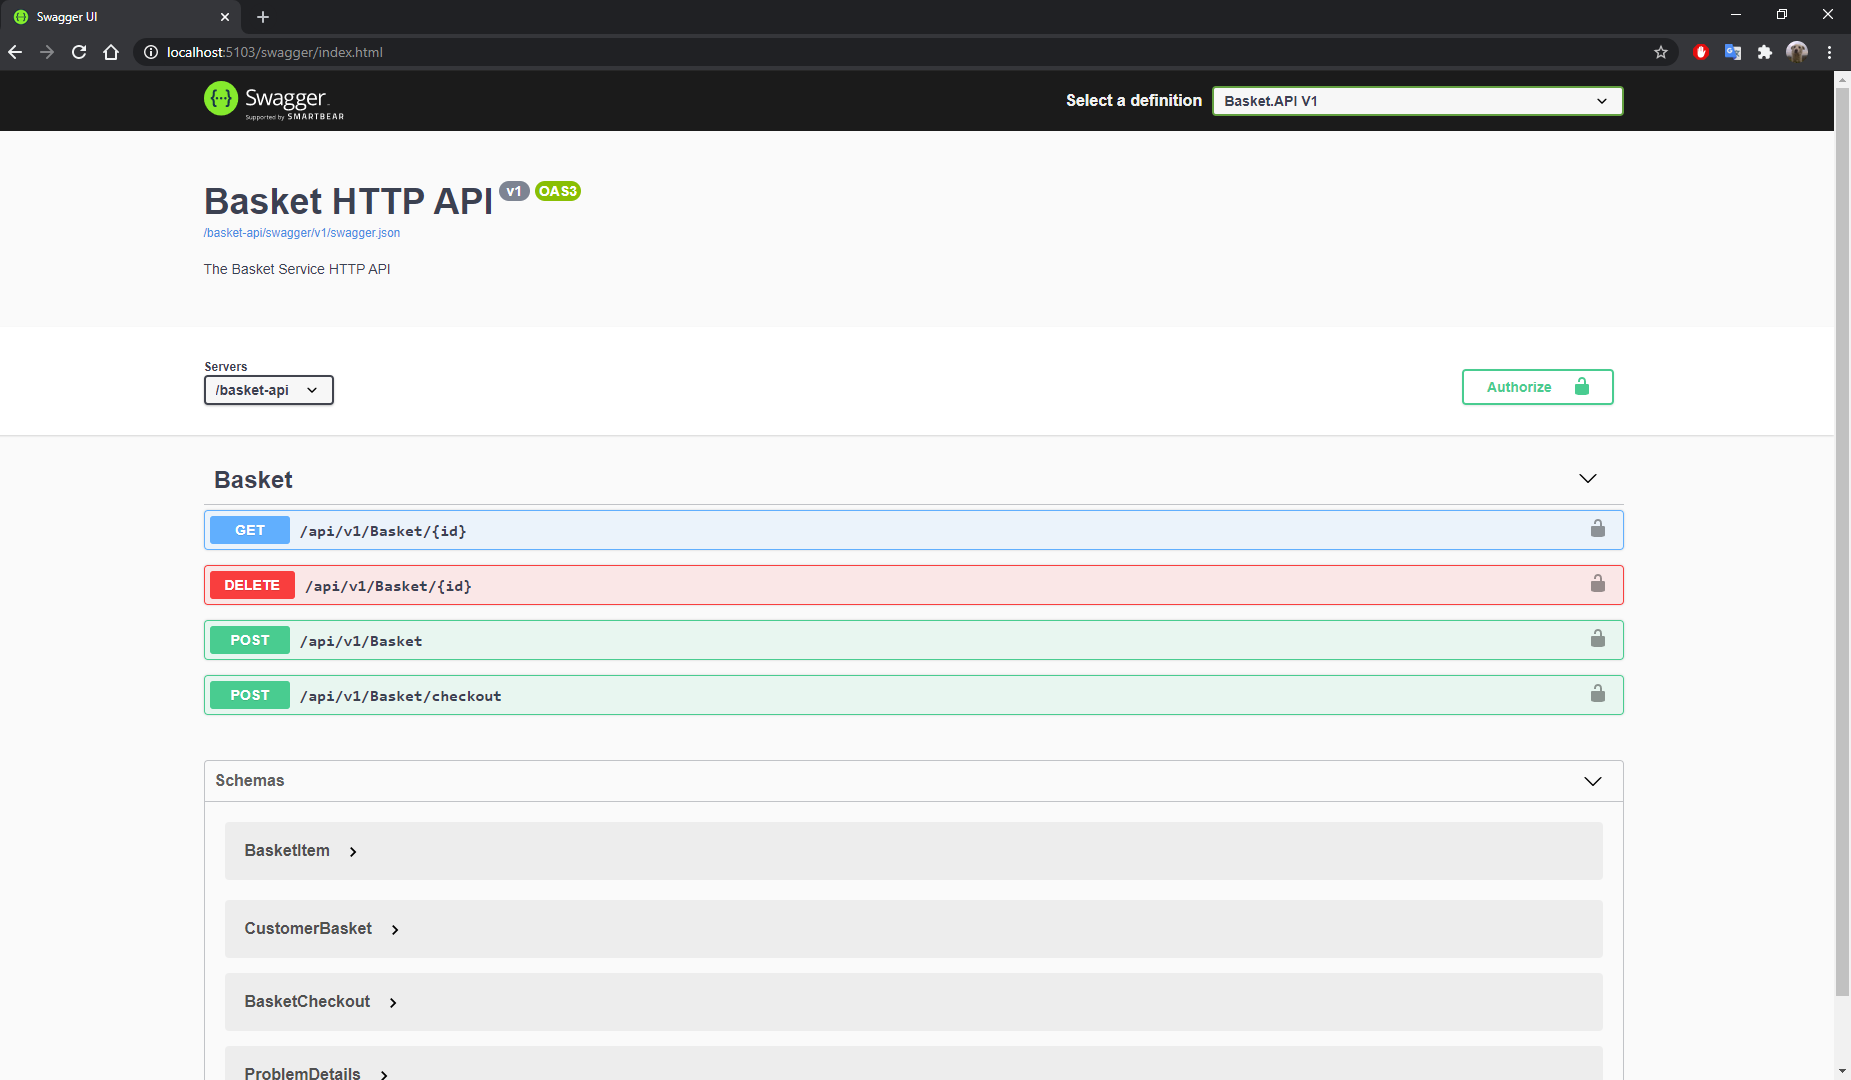 Swagger UI
localhost:5103/swagger/index.html
Swagger
Supported by SMARTBEAR
Select a definition
Basket.API V1
Basket HTTP API v1 OAS3
/basket-api/swagger/v1/swagger.json
The Basket Service HTTP API
Servers
/basket-api
Authorize
Basket
GET /api/v1/Basket/{id}
DELETE /api/v1/Basket/{id}
POST /api/v1/Basket
POST /api/v1/Basket/checkout
Schemas
BasketItem
CustomerBasket
BasketCheckout
ProblemDetails